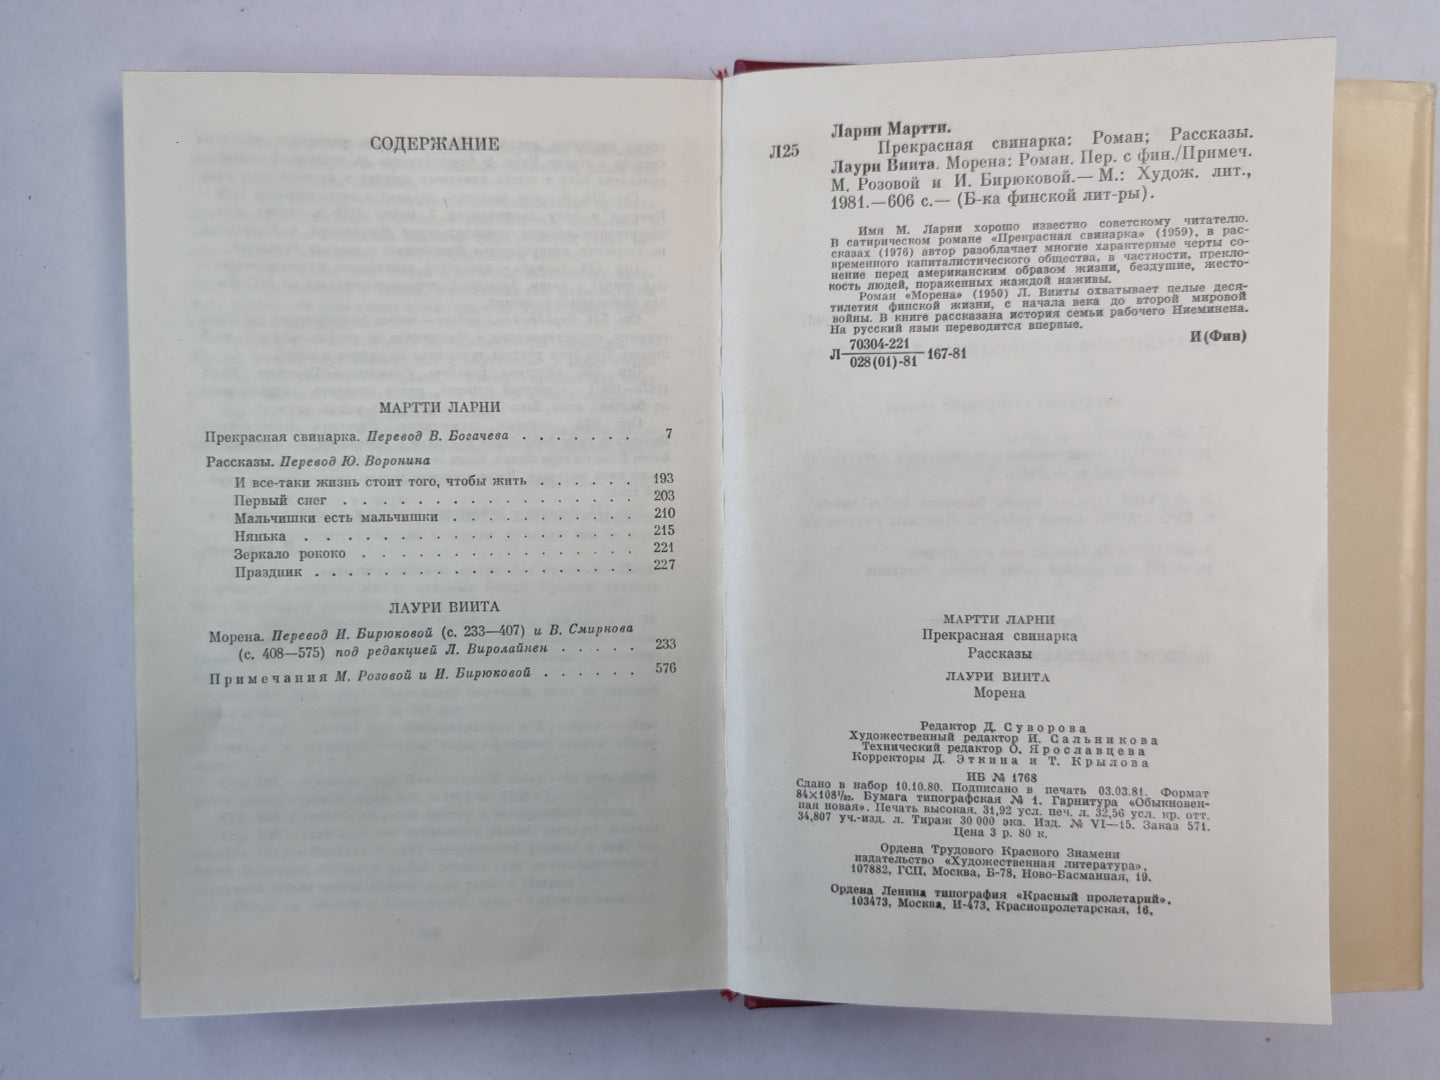 СОДЕРЖАНИЕ
МАРТТИ ЛАРНИ
Прекрасная свинарка. Перевод В. Богачева . . . . . . . 7
Рассказы. Перевод Ю. Воронина
И все-таки жизнь стоит того, чтобы жить . . . . . . 193
Первый снег . . . . . . . . . . . . . . . . 203
Мальчишки есть мальчишки . . . . . . . . . . 210
Нянька . . . . . . . . . . . . . . . . . . 215
Зеркало рококо . . . . . . . . . . . . . . . 221
Праздник . . . . . . . . . . . . . . . . . 227
ЛАУРИ ВИИТА
Морена. Перевод И. Бирюковой (с. 233—407) и В. Смирнова
(с. 408—575) под редакцией Л. Виролайнен . . . . . 233
Примечания М. Розовой и И. Бирюковой . . . . . . 576
Ларни Мартти.
Л25 Прекрасная свинарка: Роман; Рассказы.
Лаури Виита. Морена: Роман. Пер. с фин./Примеч.
М. Розовой и И. Бирюковой.— М.: Худож. лит.,
1981.—606 с.— (Б-ка финской лит-ры).
Имя М. Ларни хорошо известно советскому читателю.
В сатирическом романе «Прекрасная свинарка» (1959), в рас-
сказах (1976) автор разоблачает многие характерные черты со-
временного капиталистического общества, в частности, прекло-
нение перед американским образом жизни, бездушие, жесто-
кость людей, пораженных жаждой наживы.
Роман «Морена» (1950) Л. Вииты охватывает целые деся-
тилетия финской жизни, с начала века до второй мировой
войны. В книге рассказана история семьи рабочего Ниеминена.
На русский язык переводится впервые.
Л 70304-221 / 028(01)-81 167-81 И(Фин)
МАРТТИ ЛАРНИ
Прекрасная свинарка
Рассказы
ЛАУРИ ВИИТА
Морена
Редактор Д. Суворова
Художественный редактор И. Сальникова
Технический редактор О. Ярославцева
Корректоры Д. Эткина и Т. Крылова
ИБ № 1768
Сдано в набор 10.10.80. Подписано в печать 03.03.81. Формат
84×108¹/₃₂. Бумага типографская № 1. Гарнитура «Обыкновен-
ная новая». Печать высокая. 31,92 усл. печ. л. 32,56 усл. кр. отт.
34,807 уч.-изд. л. Тираж 30 000 экз. Изд. № VI—15. Заказ 571.
Цена 3 р. 80 к.
Ордена Трудового Красного Знамени
издательство «Художественная литература».
107882, ГСП, Москва, Б-78, Ново-Басманная, 19.
Ордена Ленина типография «Красный пролетарий».
103473, Москва, И-473, Краснопролетарская, 16.